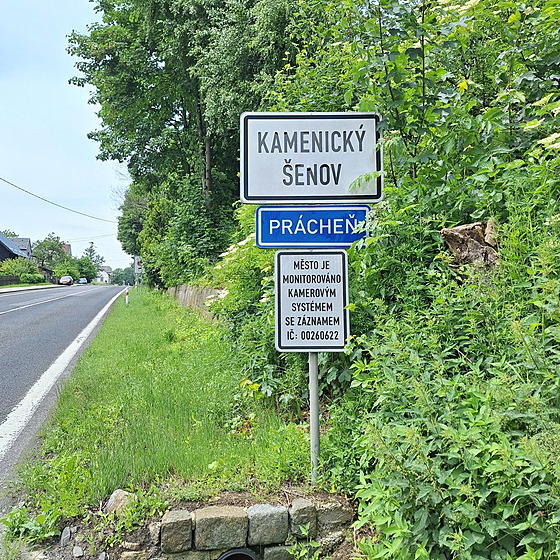 KAMENICKÝ
ŠENOV
PRÁCHEŇ
MĚSTO JE
MONITOROVÁNO
KAMEROVÝM
SYSTÉMEM
SE ZÁZNAMEM
IČ: 00260622